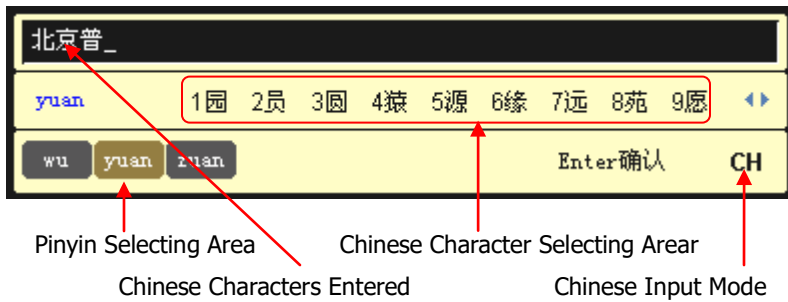 北京普_
yuan 1园 2员 3圆 4猿 5源 6缘 7远 8苑 9愿
wu yuan ruan Enter确认 CH
Pinyin Selecting Area Chinese Character Selecting Arear
Chinese Characters Entered Chinese Input Mode